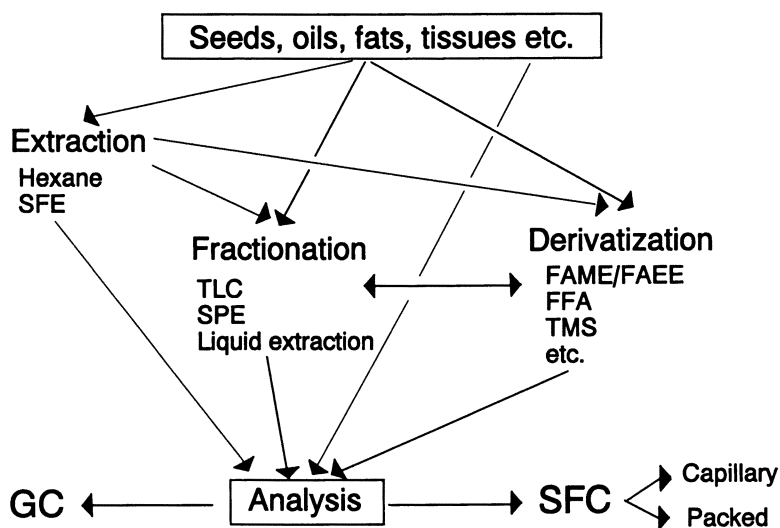 Seeds, oils, fats, tissues etc.
Extraction
Hexane
SFE
Fractionation
TLC
SPE
Liquid extraction
Derivatization
FAME/FAEE
FFA
TMS
etc.
GC
Analysis
SFC
Capillary
Packed